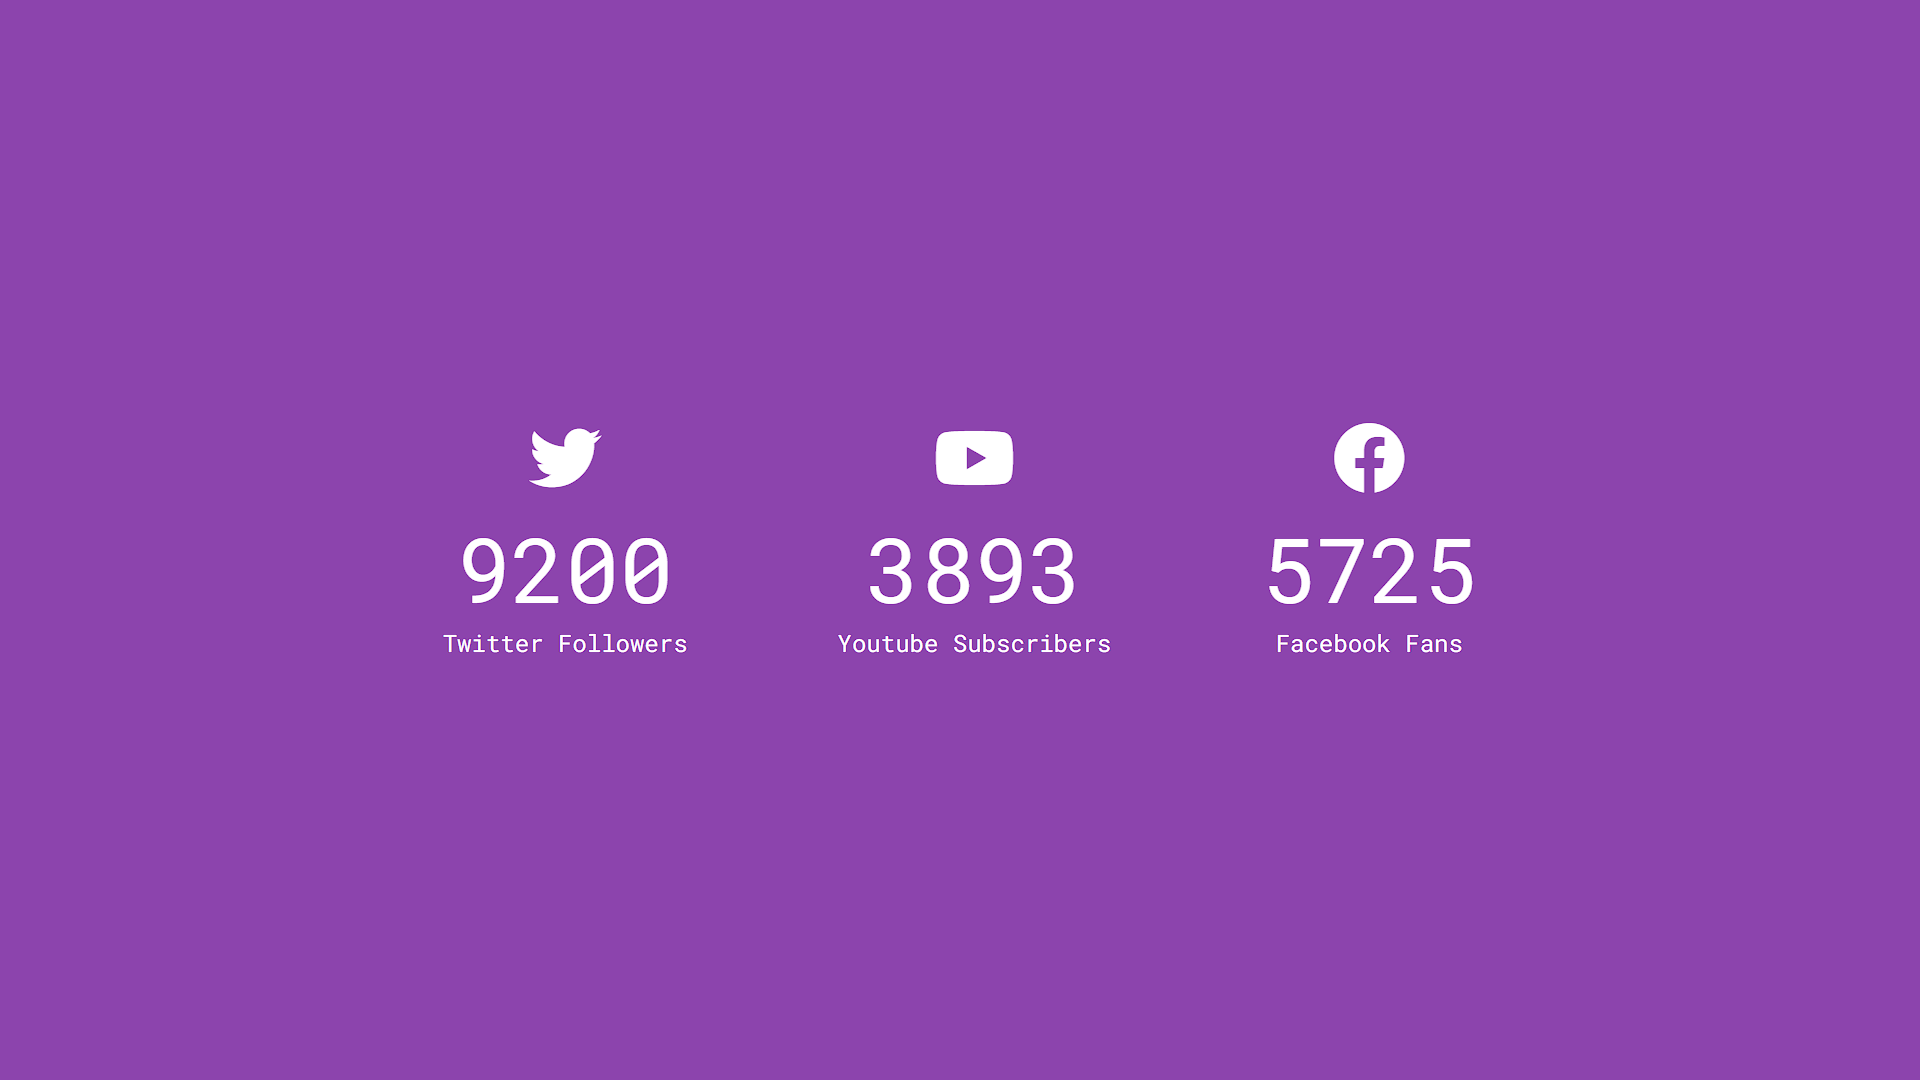 9200
Twitter Followers
3893
Youtube Subscribers
5725
Facebook Fans